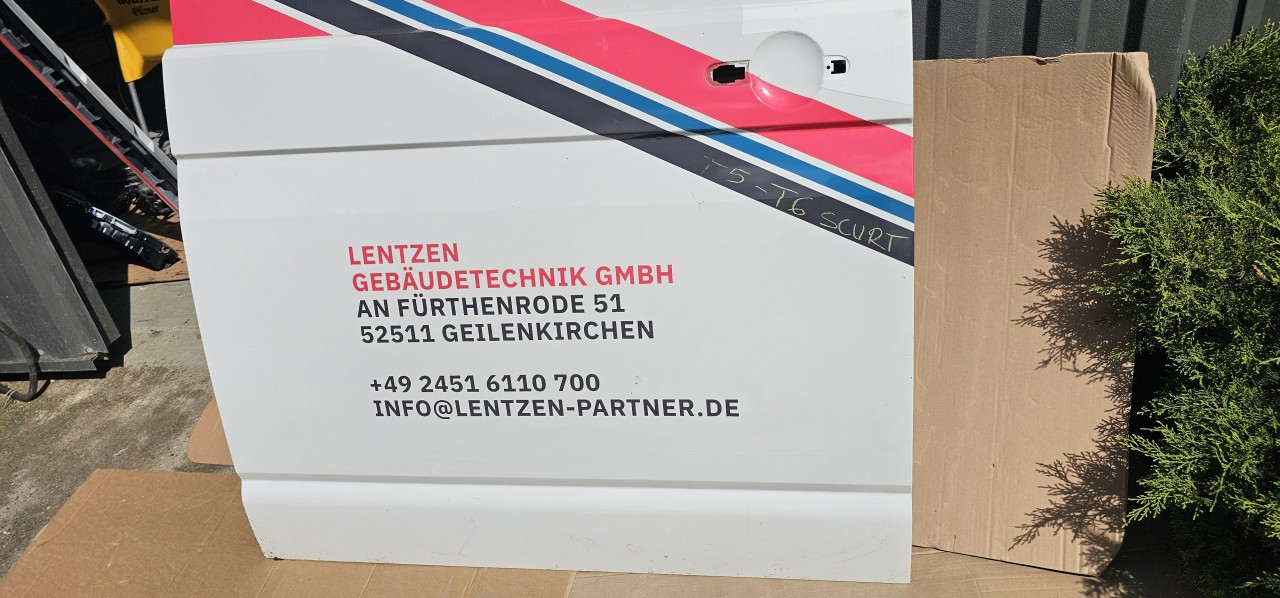 T5-T6 SCURT
LENTZEN
GEBÄUDETECHNIK GMBH
AN FÜRTHENRODE 51
52511 GEILENKIRCHEN
+49 2451 6110 700
INFO@LENTZEN-PARTNER.DE